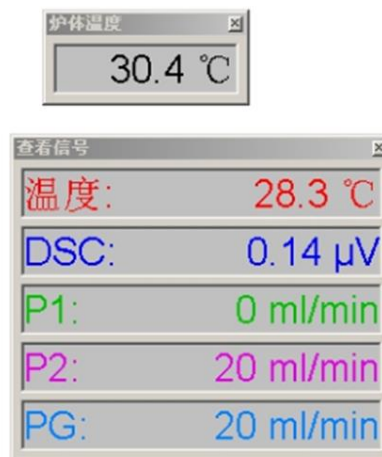 炉体温度
30.4 ℃
查看信号
温度: 28.3 ℃
DSC: 0.14 μV
P1: 0 ml/min
P2: 20 ml/min
PG: 20 ml/min